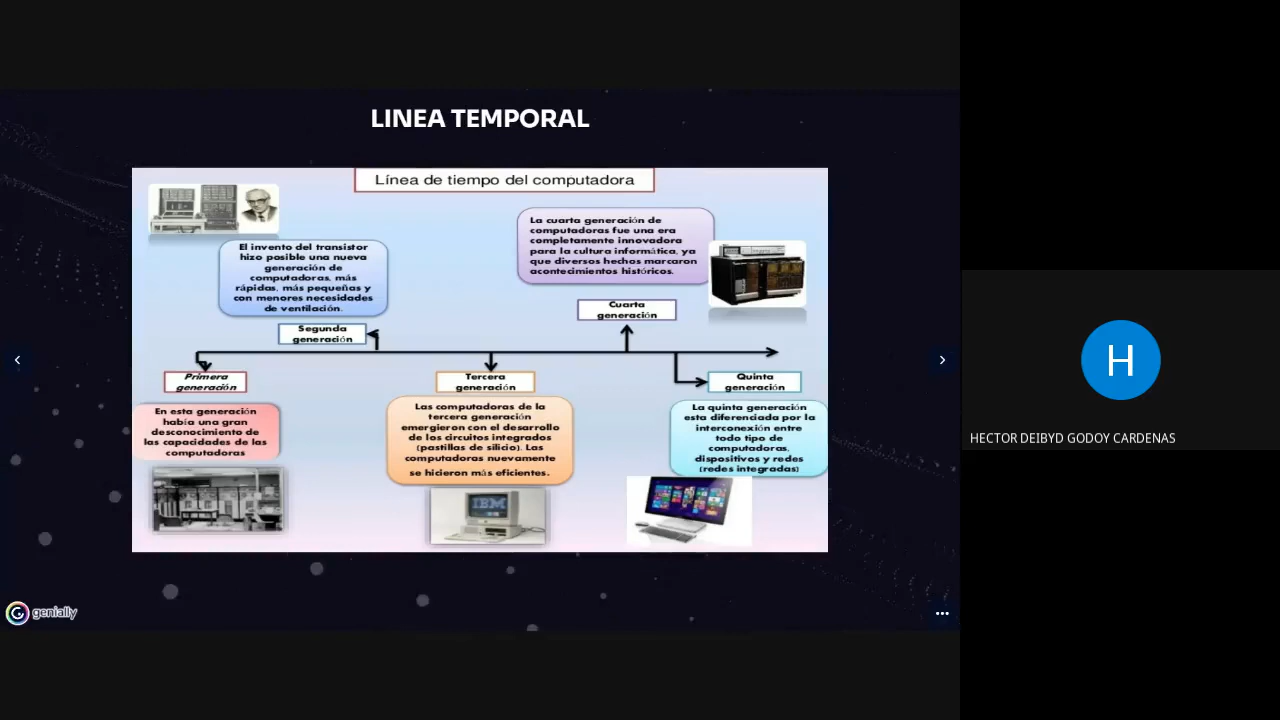 LINEA TEMPORAL
Línea de tiempo del computadora
El invento del transistor
hizo posible una nueva
generación de
computadoras, más
rápidas, más pequeñas y
con menores necesidades
de ventilación.
La cuarta generación de
computadoras fue una era
completamente innovadora
para la cultura informática, ya
que diversos hechos marcaron
acontecimientos históricos.
Segunda
generación
Cuarta
generación
Primera
generación
Tercera
generación
Quinta
generación
En esta generación
había una gran
desconocimiento de
las capacidades de las
computadoras
Las computadoras de la
tercera generación
emergieron con el desarrollo
de los circuitos integrados
(pastillas de silicio). Las
computadoras nuevamente
se hicieron más eficientes.
La quinta generación
esta diferenciada por la
interconexión entre
todo tipo de
computadoras,
dispositivos y redes
(redes integradas)
IBM
genially
H
HECTOR DEIBYD GODOY CARDENAS